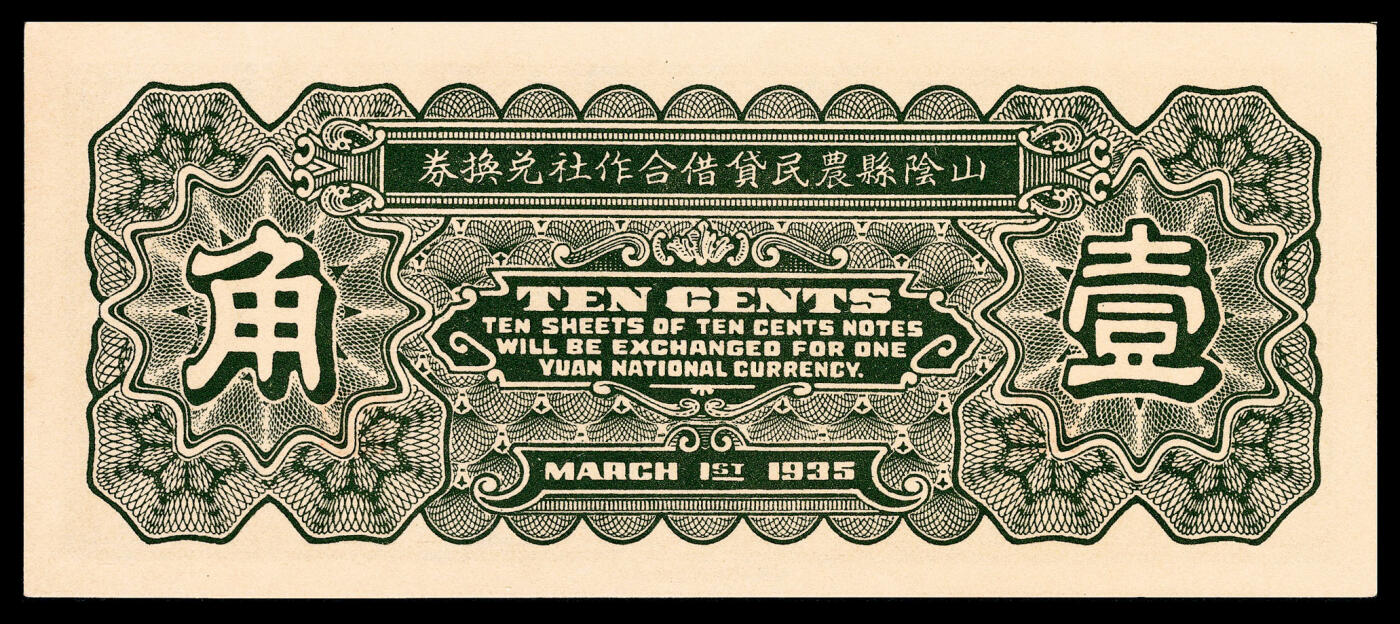 山陰縣農民貸借合作社兑換券
壹角
TEN CENTS
TEN SHEETS OF TEN CENTS NOTES
WILL BE EXCHANGED FOR ONE
YUAN NATIONAL CURRENCY.
MARCH 1ST 1935